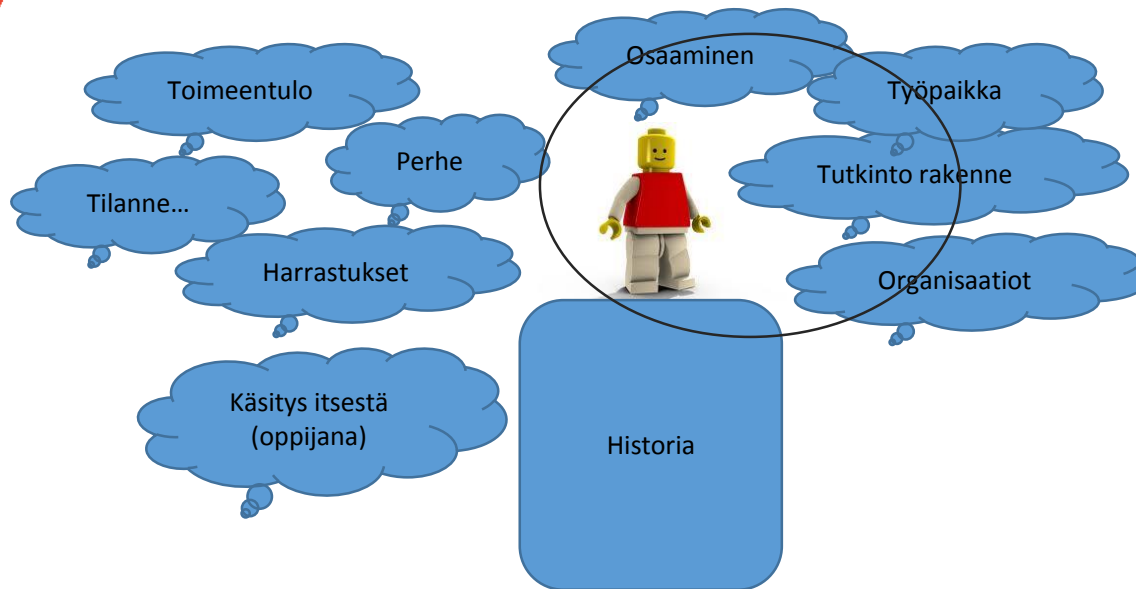 Toimeentulo
Osaaminen
Työpaikka
Perhe
Tutkinto rakenne
Tilanne...
Harrastukset
Organisaatiot
Käsitys itsestä
(oppijana)
Historia